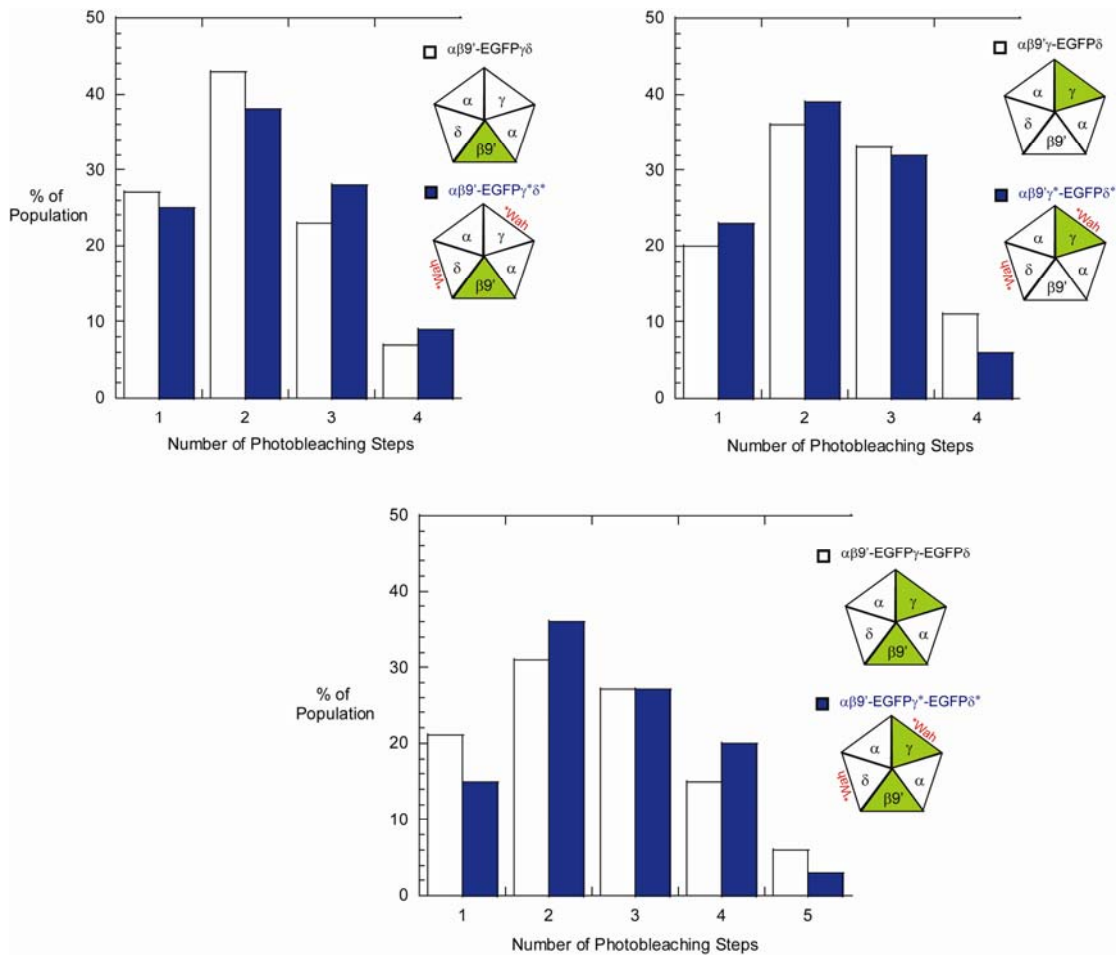 50
40
30
20
10
0
% of
Population
1 2 3 4
Number of Photobleaching Steps
αβ9'-EGFPγδ
α γ
δ α
β9'
αβ9'-EGFPγ*δ*
*Wah
α γ
δ α
β9'
*Wah
50
40
30
20
10
0
1 2 3 4
Number of Photobleaching Steps
αβ9'γ-EGFPδ
α γ
δ α
β9'
αβ9'γ*-EGFPδ*
*Wah
α γ
δ α
β9'
*Wah
50
40
30
20
10
0
% of
Population
1 2 3 4 5
Number of Photobleaching Steps
αβ9'-EGFPγ-EGFPδ
α γ
δ α
β9'
αβ9'-EGFPγ*-EGFPδ*
*Wah
α γ
δ α
β9'
*Wah